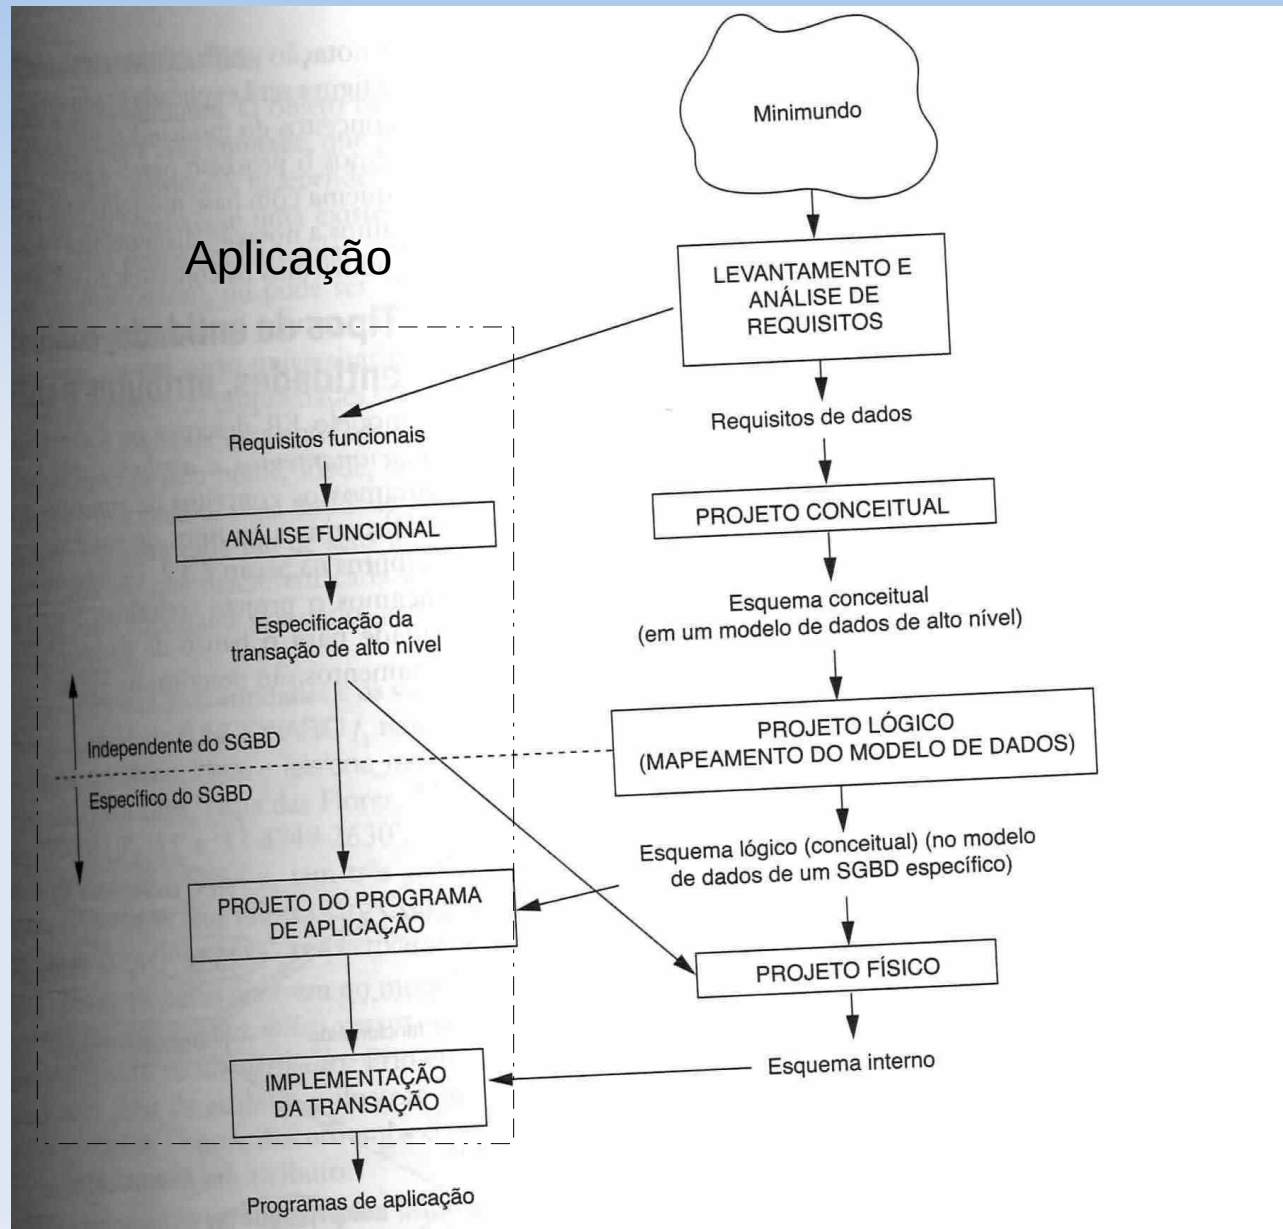 Minimundo
Aplicação
LEVANTAMENTO E
ANÁLISE DE
REQUISITOS
Requisitos funcionais
Requisitos de dados
ANÁLISE FUNCIONAL
PROJETO CONCEITUAL
Especificação da
transação de alto nível
Esquema conceitual
(em um modelo de dados de alto nível)
Independente do SGBD
Específico do SGBD
PROJETO LÓGICO
(MAPEAMENTO DO MODELO DE DADOS)
Esquema lógico (conceitual) (no modelo
de dados de um SGBD específico)
PROJETO DO PROGRAMA
DE APLICAÇÃO
PROJETO FÍSICO
Esquema interno
IMPLEMENTAÇÃO
DA TRANSAÇÃO
Programas de aplicação